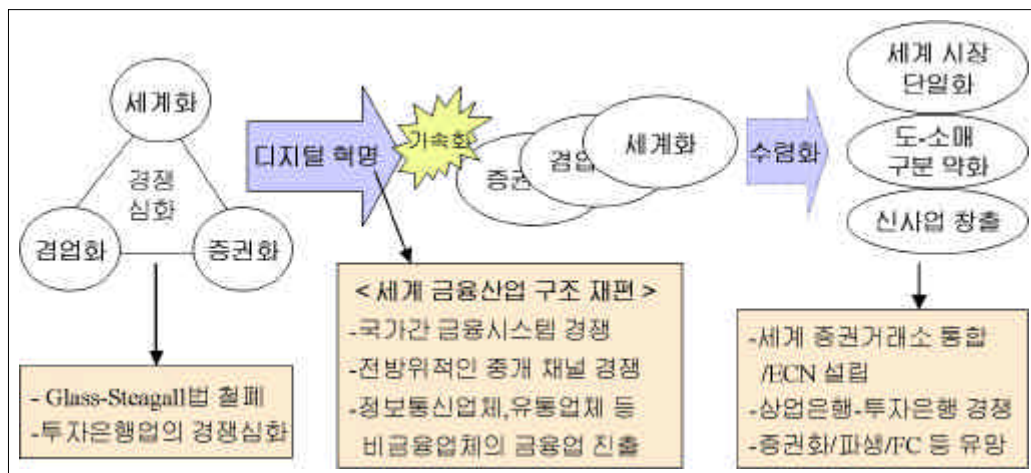 세계화
경쟁
심화
겸업화
증권화
- Glass-Steagall법 철폐
-투자은행업의 경쟁심화
디지털 혁명
가속화
증권
겸업
세계화
< 세계 금융산업 구조 재편 >
-국가간 금융시스템 경쟁
-전방위적인 중개 채널 경쟁
-정보통신업체,유통업체 등
비금융업체의 금융업 진출
수렴화
세계 시장
단일화
도-소매
구분 약화
신사업 창출
-세계 증권거래소 통합
/ECN 설립
-상업은행-투자은행 경쟁
-증권화/파생/FC 등 유망